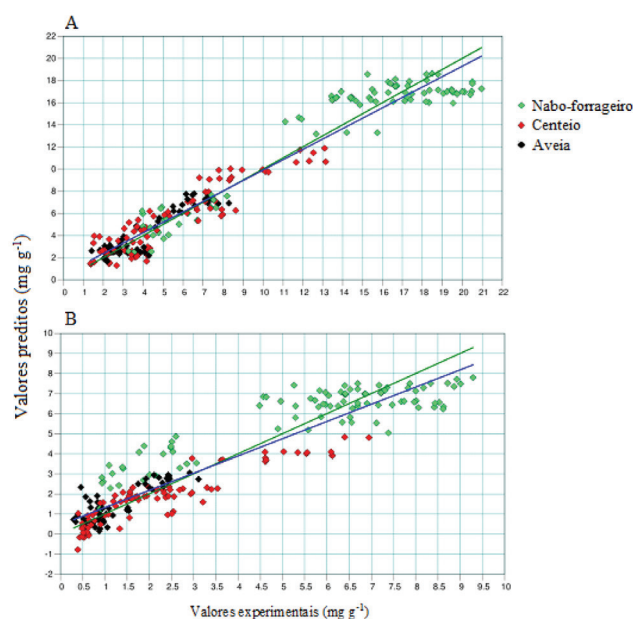 A
22
20
18
16
14
12
0
8
6
4
2
0
0 1 2 3 4 5 6 7 8 9 10 11 12 13 14 15 16 17 18 19 20 21 22
Nabo-forrageiro
Centeio
Aveia
Valores preditos (mg g-1)
B
10
9
8
7
6
5
4
3
2
1
0
-1
-2
0.5 1 1.5 2 2.5 3 3.5 4 4.5 5 5.5 6 6.5 7 7.5 8 8.5 9 9.5 10
Valores experimentais (mg g-1)